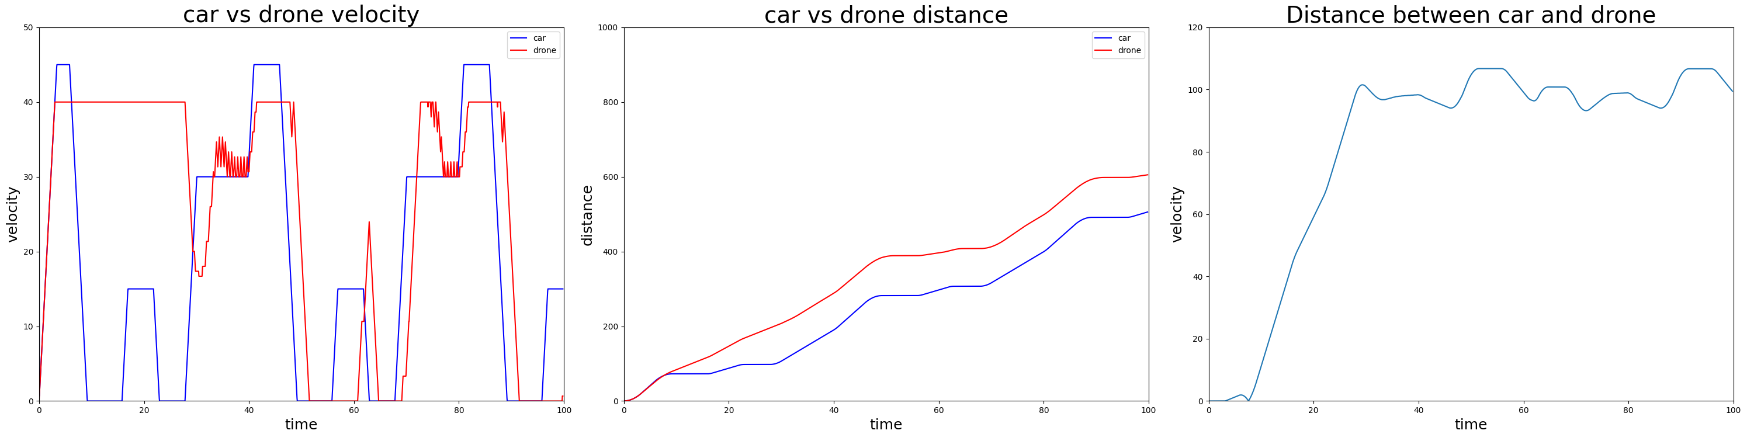 car vs drone velocity
50
40
30
20
10
0
velocity
0 20 40 60 80 100
time
car
drone
car vs drone distance
1000
800
600
400
200
0
distance
0 20 40 60 80 100
time
car
drone
Distance between car and drone
120
100
80
60
40
20
0
velocity
0 20 40 60 80 100
time